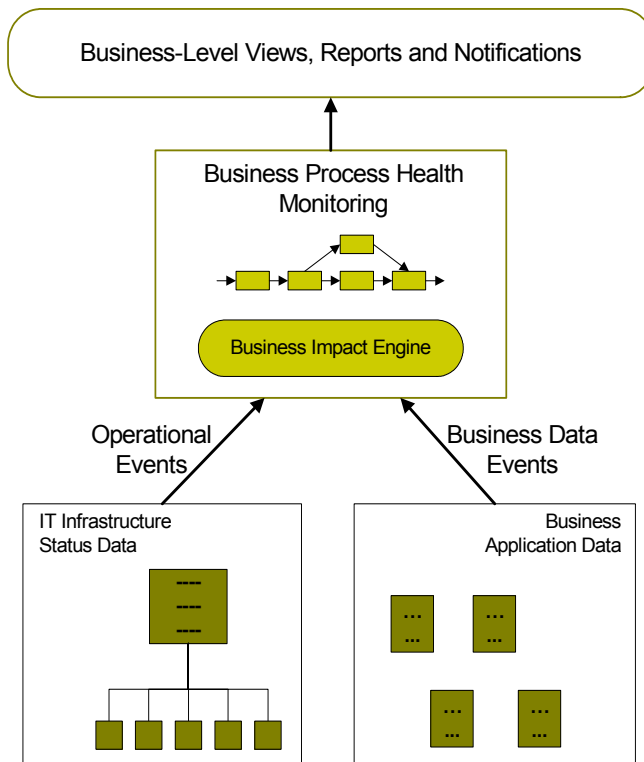 Business-Level Views, Reports and Notifications
Business Process Health
Monitoring
Business Impact Engine
Operational
Events
Business Data
Events
IT Infrastructure
Status Data
----
----
----
Business
Application Data
...
...
...
...
...
...
...
...